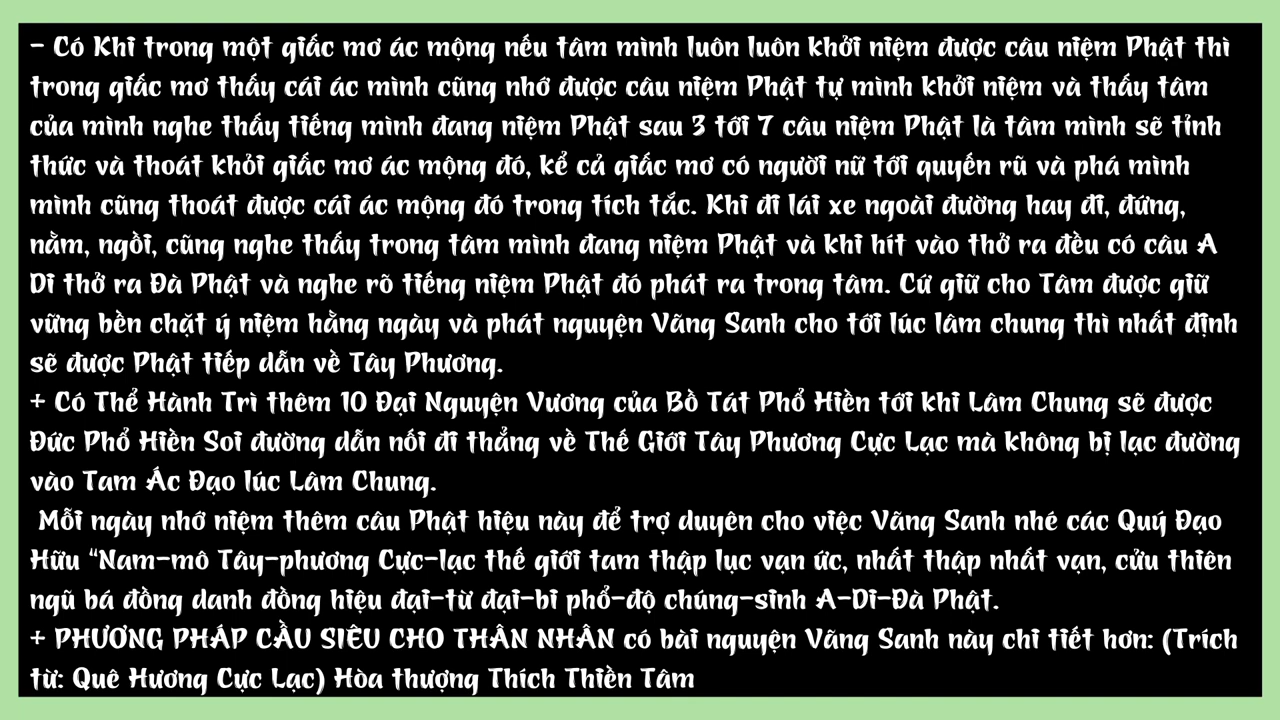 - Có Khi trong một giấc mơ ác mộng nếu tâm mình luôn luôn khởi niệm được câu niệm Phật thì
trong giấc mơ thấy cái ác mình cũng nhớ được câu niệm Phật tự mình khởi niệm và thấy tâm
của mình nghe thấy tiếng mình đang niệm Phật sau 3 tới 7 câu niệm Phật là tâm mình sẽ tỉnh
thức và thoát khỏi giấc mơ ác mộng đó, kể cả giấc mơ có người nữ tới quyến rũ và phá mình
mình cũng thoát được cái ác mộng đó trong tích tắc. Khi đi lái xe ngoài đường hay đi, đứng,
nằm, ngồi, cũng nghe thấy trong tâm mình đang niệm Phật và khi hít vào thở ra đều có câu A
Di thở ra Đà Phật và nghe rõ tiếng niệm Phật đó phát ra trong tâm. Cứ giữ cho Tâm được giữ
vững bền chặt ý niệm hằng ngày và phát nguyện Vãng Sanh cho tới lúc lâm chung thì nhất định
sẽ được Phật tiếp dẫn về Tây Phương.
+ Có Thể Hành Trì thêm 10 Đại Nguyện Vương của Bồ Tát Phổ Hiền tới khi Lâm Chung sẽ được
Đức Phổ Hiền Soi đường dẫn nối đi thẳng về Thế Giới Tây Phương Cực Lạc mà không bị lạc đường
vào Tam Ác Đạo lúc Lâm Chung.
Mỗi ngày nhớ niệm thêm câu Phật hiệu này để trợ duyên cho việc Vãng Sanh nhé các Quý Đạo
Hữu "Nam-mô Tây-phương Cực-lạc thế giới tam thập lục vạn ức, nhất thập nhất vạn, cửu thiên
ngũ bá đồng danh đồng hiệu đại-từ đại-bi phổ-độ chúng-sinh A-Di-Đà Phật.
+ PHƯƠNG PHÁP CẦU SIÊU CHO THÂN NHÂN có bài nguyện Vãng Sanh này chi tiết hơn: (Trích
từ: Quê Hương Cực Lạc) Hòa thượng Thích Thiền Tâm